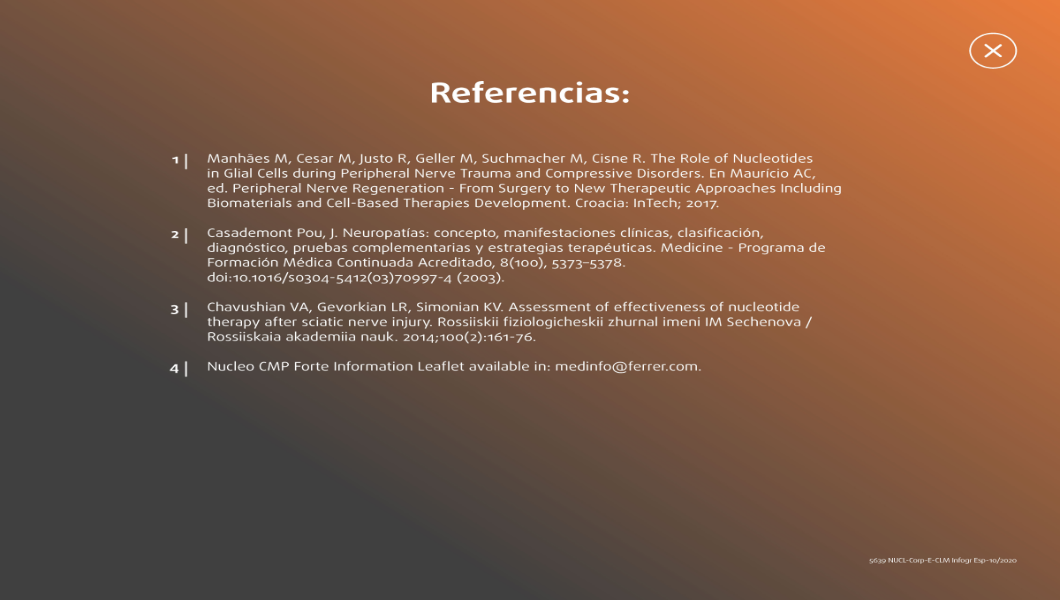 Referencias:
1 | Manhães M, Cesar M, Justo R, Geller M, Suchmacher M, Cisne R. The Role of Nucleotides
in Glial Cells during Peripheral Nerve Trauma and Compressive Disorders. En Maurício AC,
ed. Peripheral Nerve Regeneration - From Surgery to New Therapeutic Approaches Including
Biomaterials and Cell-Based Therapies Development. Croacia: InTech; 2017.
2 | Casademont Pou, J. Neuropatías: concepto, manifestaciones clínicas, clasificación,
diagnóstico, pruebas complementarias y estrategias terapéuticas. Medicine - Programa de
Formación Médica Continuada Acreditado, 8(100), 5373–5378.
doi:10.1016/s0304-5412(03)70997-4 (2003).
3 | Chavushian VA, Gevorkian LR, Simonian KV. Assessment of effectiveness of nucleotide
therapy after sciatic nerve injury. Rossiiskii fiziologicheskii zhurnal imeni IM Sechenova /
Rossiiskaia akademiia nauk. 2014;100(2):161-76.
4 | Nucleo CMP Forte Information Leaflet available in: medinfo@ferrer.com.
5639 NUCL-Corp-E-CLM Infogr Esp-10/2020